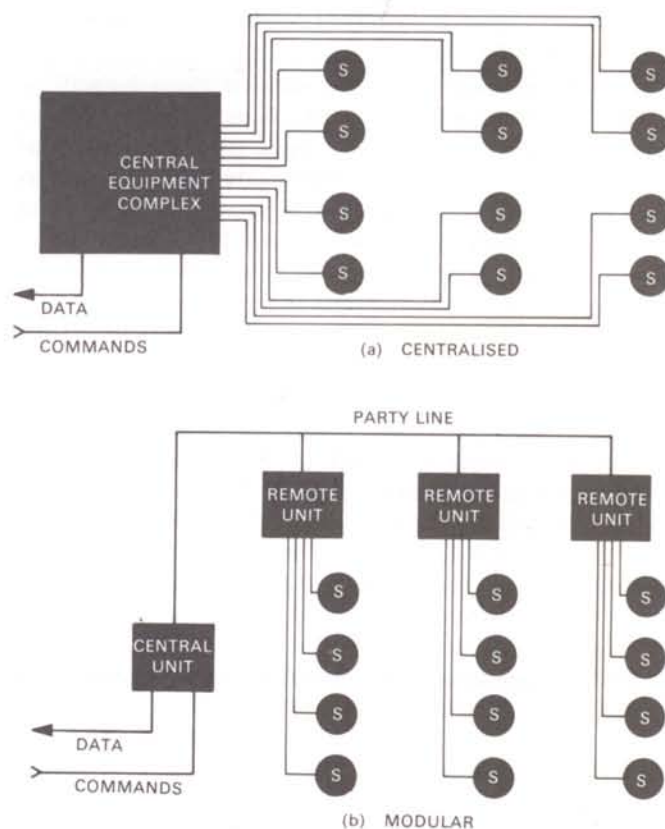 S
S
S
S
S
S
CENTRAL
EQUIPMENT
COMPLEX
S
S
S
S
S
S
DATA
COMMANDS
(a) CENTRALISED
PARTY LINE
REMOTE
UNIT
REMOTE
UNIT
REMOTE
UNIT
S
S
S
CENTRAL
UNIT
S
S
S
S
S
S
DATA
COMMANDS
S
S
S
(b) MODULAR